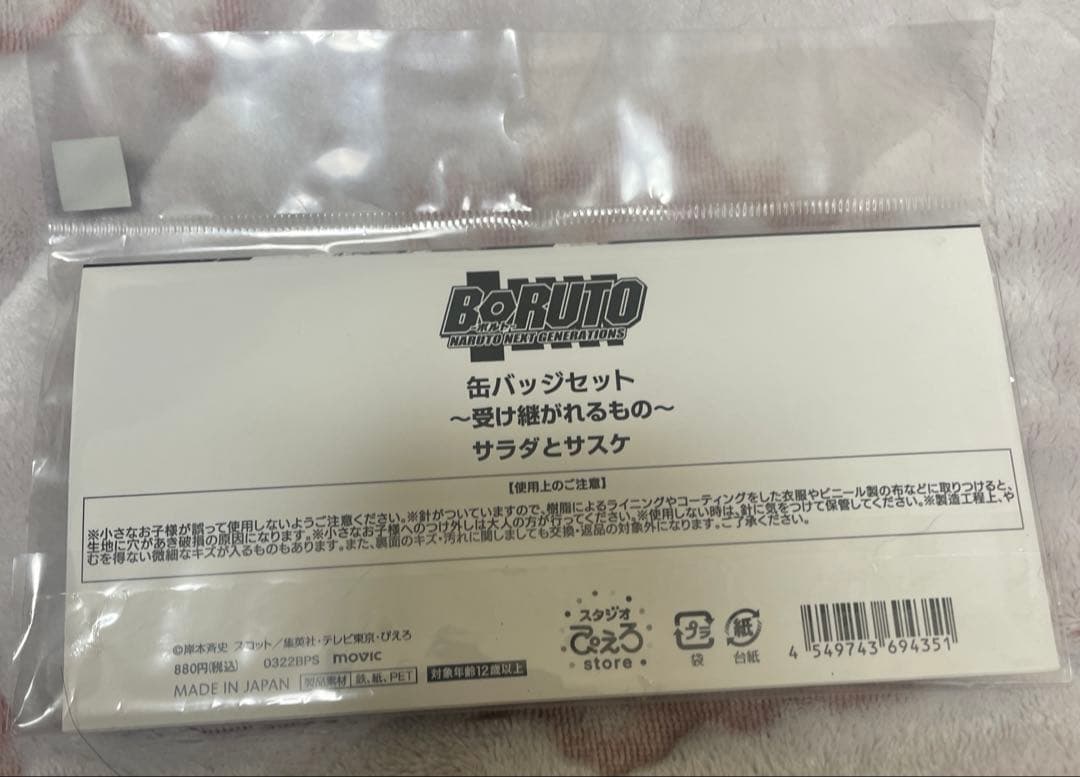 BORUTO
-ボルト-
NARUTO NEXT GENERATIONS
缶バッジセット
～受け継がれるもの～
サラダとサスケ
【使用上のご注意】
※小さなお子様が誤って使用しないようご注意ください。※針がついていますので、樹脂によるライニングやコーティングをした衣服やビニール製の布などに取りつけると、
生地に穴があき破損の原因になります。※小さなお子様へのつけ外しは大人の方が行ってください。※使用しない時は、針に気をつけて保管してください。※製造工程上、や
むを得ない微細なキズが入るものもあります。また、裏面のキズ・汚れに関しましても交換・返品の対象外になります。ご了承ください。
©岸本斉史 スコット／集英社・テレビ東京・ぴえろ
880円(税込) 0322BPS movic
MADE IN JAPAN 製品素材 鉄、紙、PET 対象年齢12歳以上
スタジオ
ぴえろ
store
プラ
袋
紙
台紙
4 549743 694351